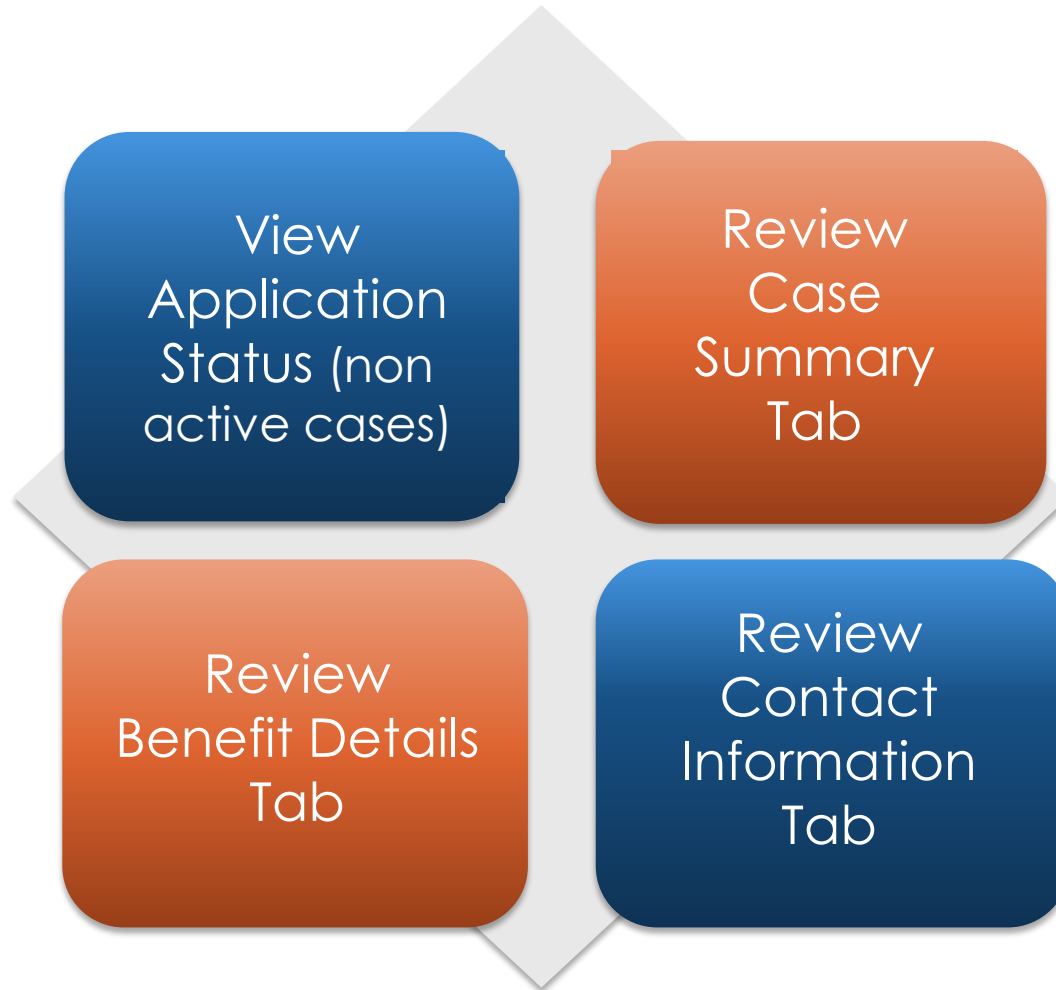 View
Application
Status (non
active cases)
Review
Case
Summary
Tab
Review
Benefit Details
Tab
Review
Contact
Information
Tab